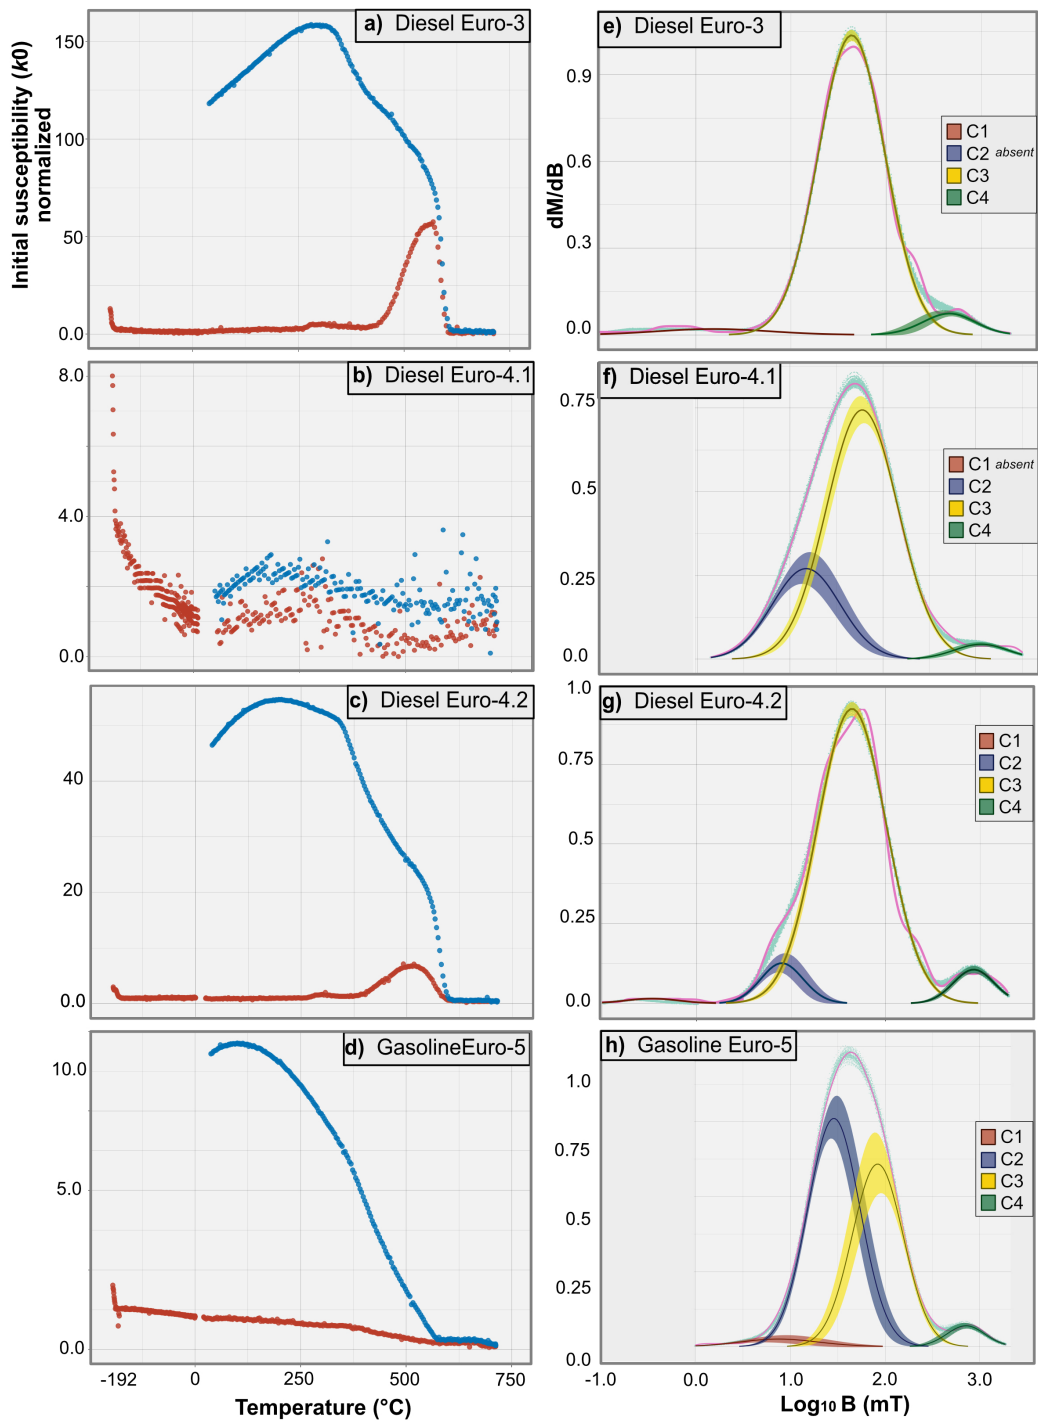 Initial susceptibility (k0)
normalized
a) Diesel Euro-3
150
100
50
0.0
b) Diesel Euro-4.1
8.0
4.0
0.0
c) Diesel Euro-4.2
40
20
0.0
d) GasolineEuro-5
10.0
5.0
0.0
-192 0 250 500 750
Temperature (°C)
dM/dB
e) Diesel Euro-3
0.9
0.6
0.3
0.0
C1
C2 absent
C3
C4
f) Diesel Euro-4.1
0.75
0.5
0.25
0.0
C1 absent
C2
C3
C4
g) Diesel Euro-4.2
1.0
0.75
0.5
0.25
0.0
C1
C2
C3
C4
h) Gasoline Euro-5
1.0
0.75
0.5
0.25
0.0
C1
C2
C3
C4
-1.0 0.0 1.0 2.0 3.0
Log₁₀ B (mT)